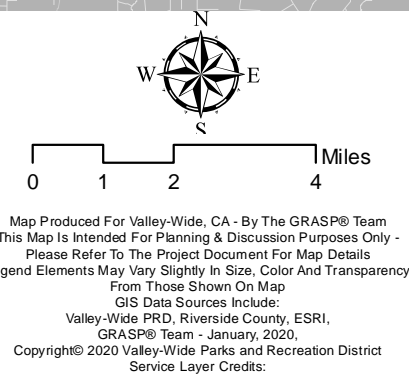 N
W E
S
Miles
0 1 2 4
Map Produced For Valley-Wide, CA - By The GRASP® Team
This Map Is Intended For Planning & Discussion Purposes Only -
Please Refer To The Project Document For Map Details
gend Elements May Vary Slightly In Size, Color And Transparency
From Those Shown On Map
GIS Data Sources Include:
Valley-Wide PRD, Riverside County, ESRI,
GRASP® Team - January, 2020,
Copyright© 2020 Valley-Wide Parks and Recreation District
Service Layer Credits: